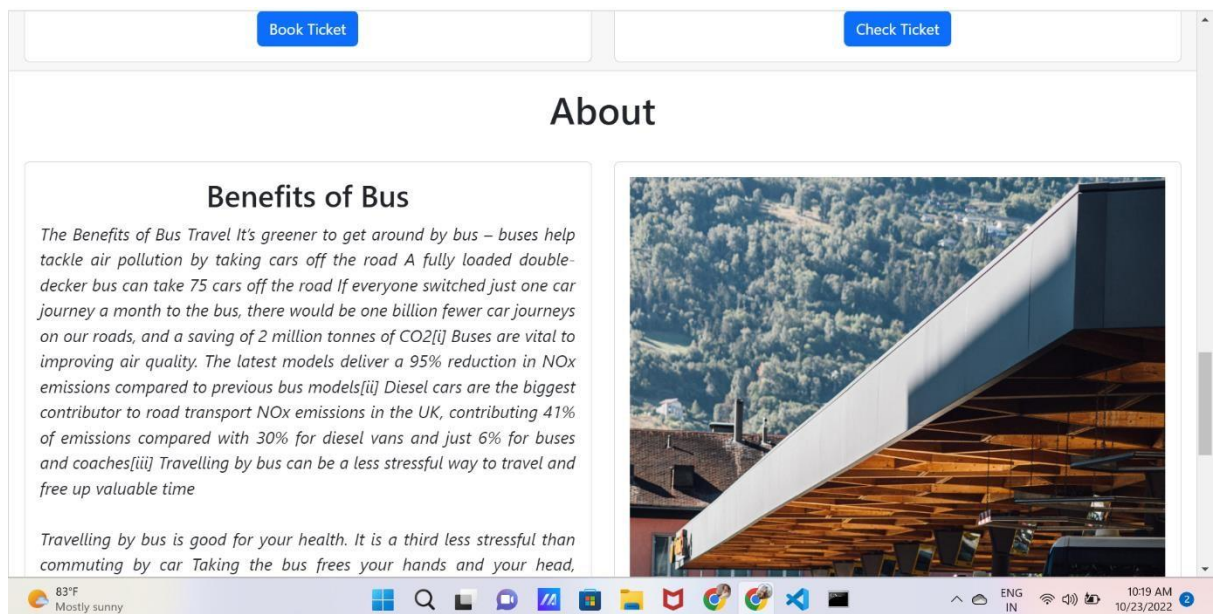 Book Ticket
Check Ticket
About
Benefits of Bus
The Benefits of Bus Travel It's greener to get around by bus – buses help
tackle air pollution by taking cars off the road A fully loaded double-
decker bus can take 75 cars off the road If everyone switched just one car
journey a month to the bus, there would be one billion fewer car journeys
on our roads, and a saving of 2 million tonnes of CO2[i] Buses are vital to
improving air quality. The latest models deliver a 95% reduction in NOx
emissions compared to previous bus models[ii] Diesel cars are the biggest
contributor to road transport NOx emissions in the UK, contributing 41%
of emissions compared with 30% for diesel vans and just 6% for buses
and coaches[iii] Travelling by bus can be a less stressful way to travel and
free up valuable time
Travelling by bus is good for your health. It is a third less stressful than
commuting by car Taking the bus frees your hands and your head,
83°F
Mostly sunny
ENG
IN
10:19 AM
10/23/2022
2